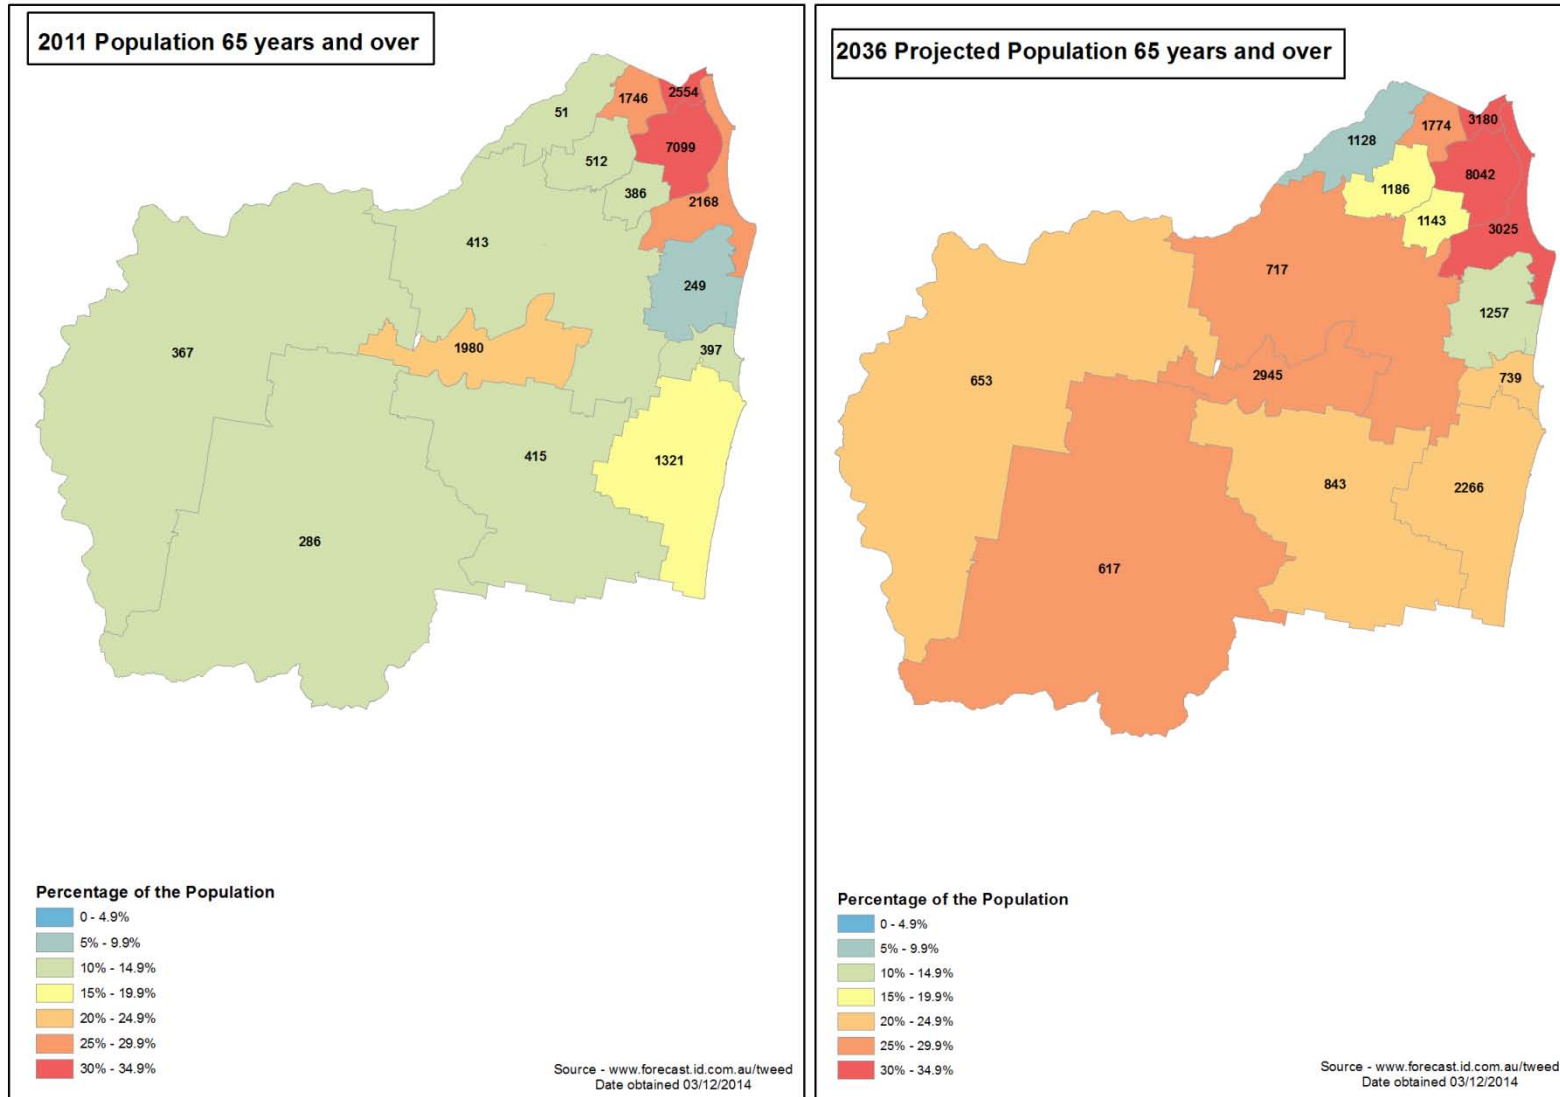 2011 Population 65 years and over
51
1746
2554
512
7099
386
2168
413
249
367
1980
397
415
1321
286
Percentage of the Population
0 - 4.9%
5% - 9.9%
10% - 14.9%
15% - 19.9%
20% - 24.9%
25% - 29.9%
30% - 34.9%
Source - www.forecast.id.com.au/tweed
Date obtained 03/12/2014
2036 Projected Population 65 years and over
1128
1774
3180
1186
8042
1143
3025
717
1257
653
2945
739
843
2266
617
Percentage of the Population
0 - 4.9%
5% - 9.9%
10% - 14.9%
15% - 19.9%
20% - 24.9%
25% - 29.9%
30% - 34.9%
Source - www.forecast.id.com.au/tweed
Date obtained 03/12/2014